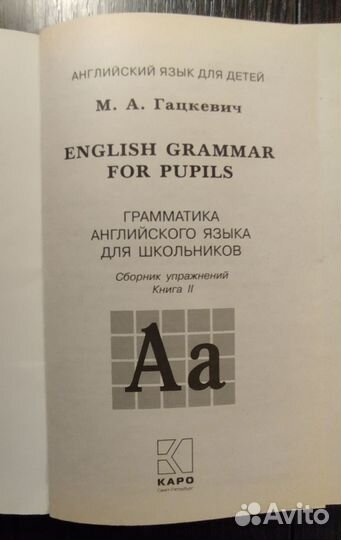 АНГЛИЙСКИЙ ЯЗЫК ДЛЯ ДЕТЕЙ
М. А. Гацкевич
ENGLISH GRAMMAR
FOR PUPILS
ГРАММАТИКА
АНГЛИЙСКОГО ЯЗЫКА
ДЛЯ ШКОЛЬНИКОВ
Сборник упражнений
Книга II
Aa
КАРО
Санкт-Петербург
Avito